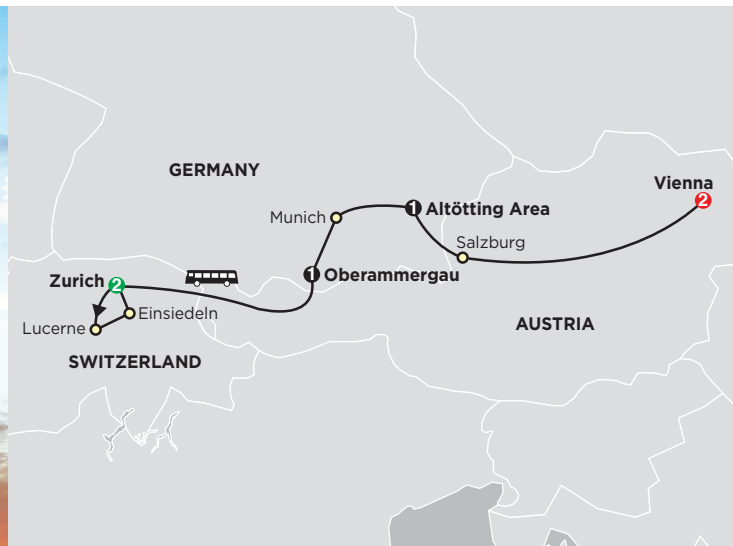 GERMANY
Vienna
2
Munich
1 Altötting Area
Salzburg
Zurich 2
1 Oberammergau
Einsiedeln
Lucerne
AUSTRIA
SWITZERLAND